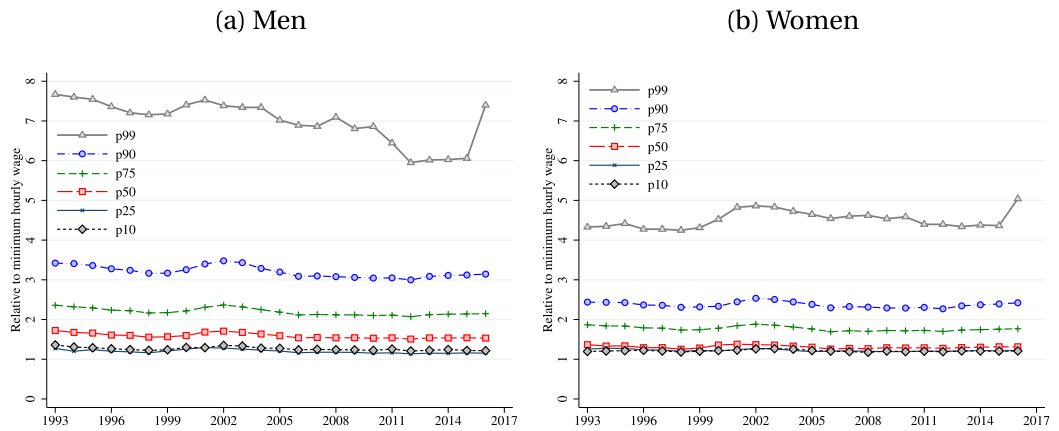 (a) Men
Relative to minimum hourly wage
8
7
6
5
4
3
2
1
0
p99
p90
p75
p50
p25
p10
1993 1996 1999 2002 2005 2008 2011 2014 2017
(b) Women
Relative to minimum hourly wage
8
7
6
5
4
3
2
1
0
p99
p90
p75
p50
p25
p10
1993 1996 1999 2002 2005 2008 2011 2014 2017